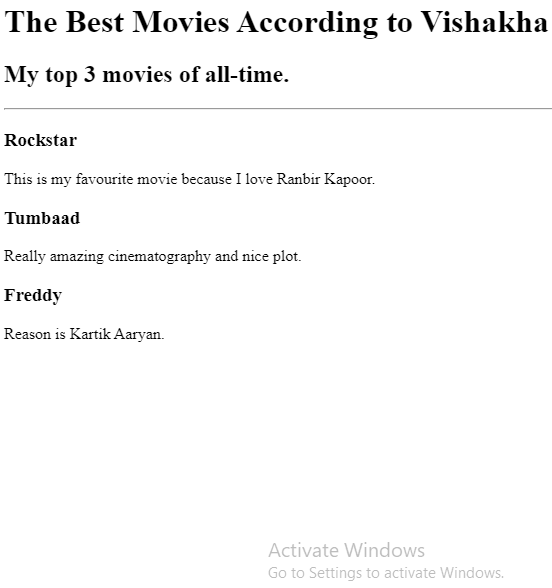 The Best Movies According to Vishakha
My top 3 movies of all-time.
Rockstar
This is my favourite movie because I love Ranbir Kapoor.
Tumbaad
Really amazing cinematography and nice plot.
Freddy
Reason is Kartik Aaryan.
Activate Windows
Go to Settings to activate Windows.